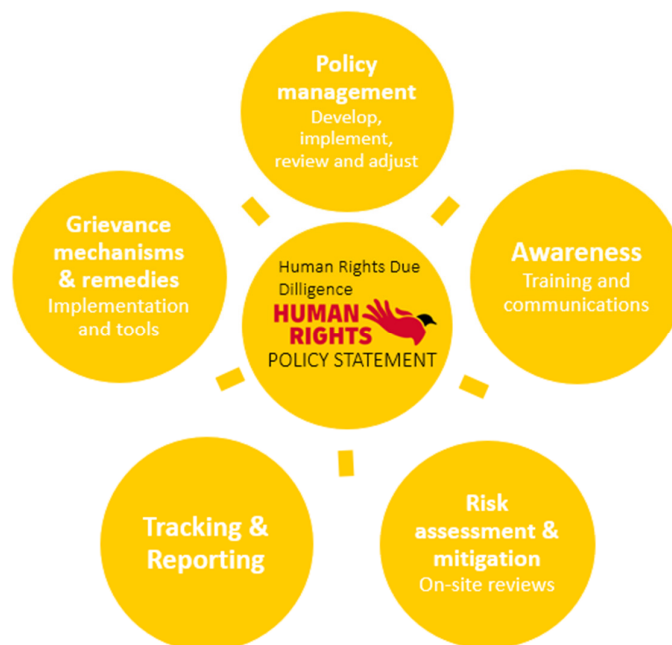 Policy
management
Develop,
implement,
review and adjust
Grievance
mechanisms
& remedies
Implementation
and tools
Awareness
Training and
communications
Human Rights Due
Dilligence
HUMAN
RIGHTS
POLICY STATEMENT
Tracking &
Reporting
Risk
assessment &
mitigation
On-site reviews